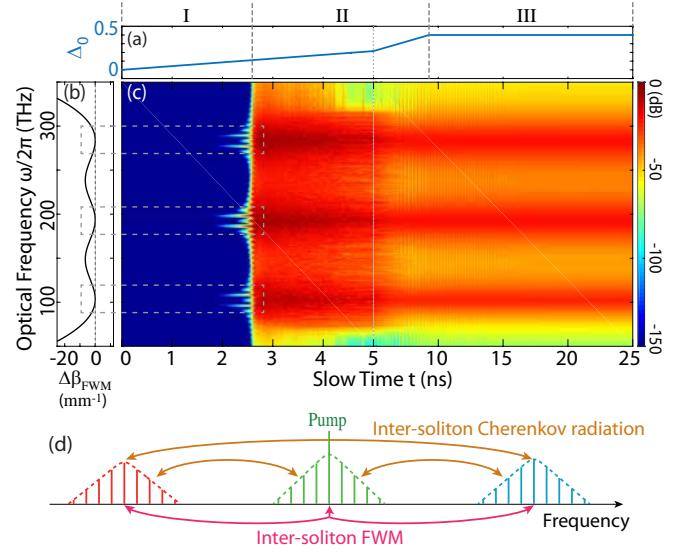 I II III
Δ₀
0.5
0
(a)
(b)
(c)
Optical Frequency ω/2π (THz)
300
200
100
0 (dB)
-50
-100
-150
-20 0
Δβ_FWM
(mm⁻¹)
0 1 2 3 4 5 10 15 20 25
Slow Time t (ns)
(d)
Pump
Inter-soliton Cherenkov radiation
Inter-soliton FWM
Frequency